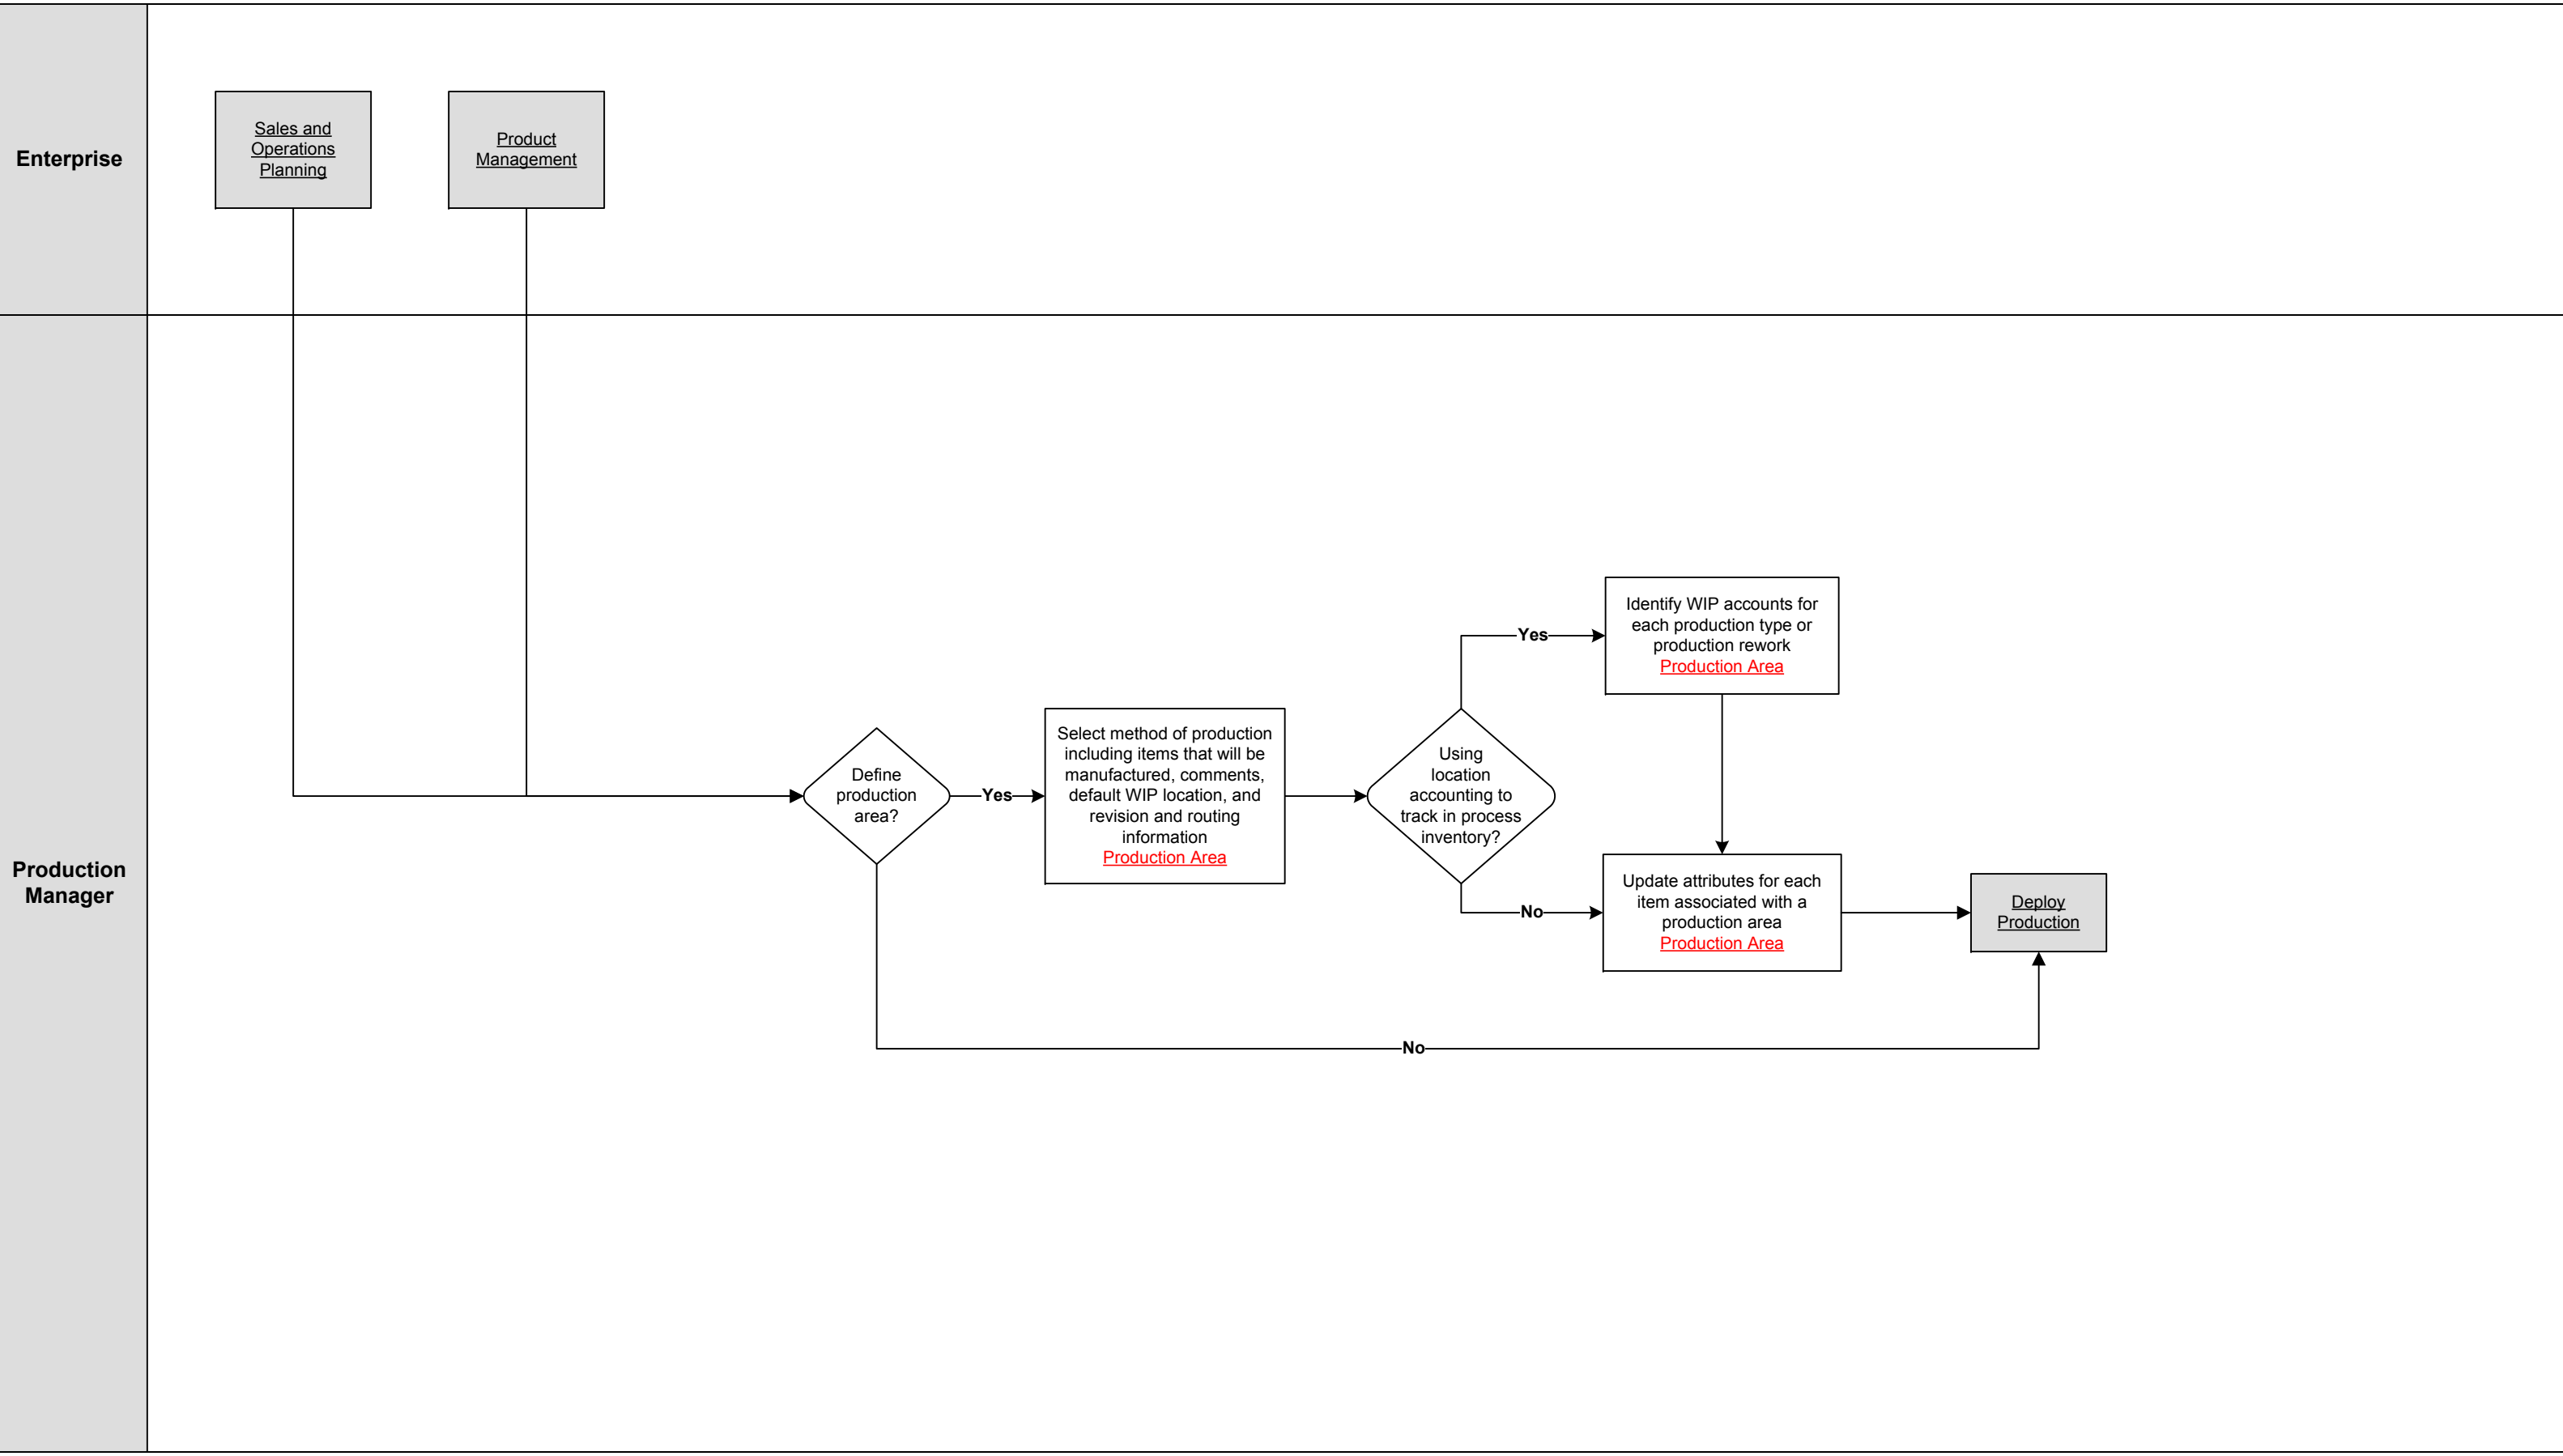 Enterprise
Sales and
Operations
Planning
Product
Management
Production
Manager
Define
production
area?
Yes
Select method of production
including items that will be
manufactured, comments,
default WIP location, and
revision and routing
information
Production Area
Using
location
accounting to
track in process
inventory?
Yes
Identify WIP accounts for
each production type or
production rework
Production Area
No
Update attributes for each
item associated with a
production area
Production Area
Deploy
Production
No